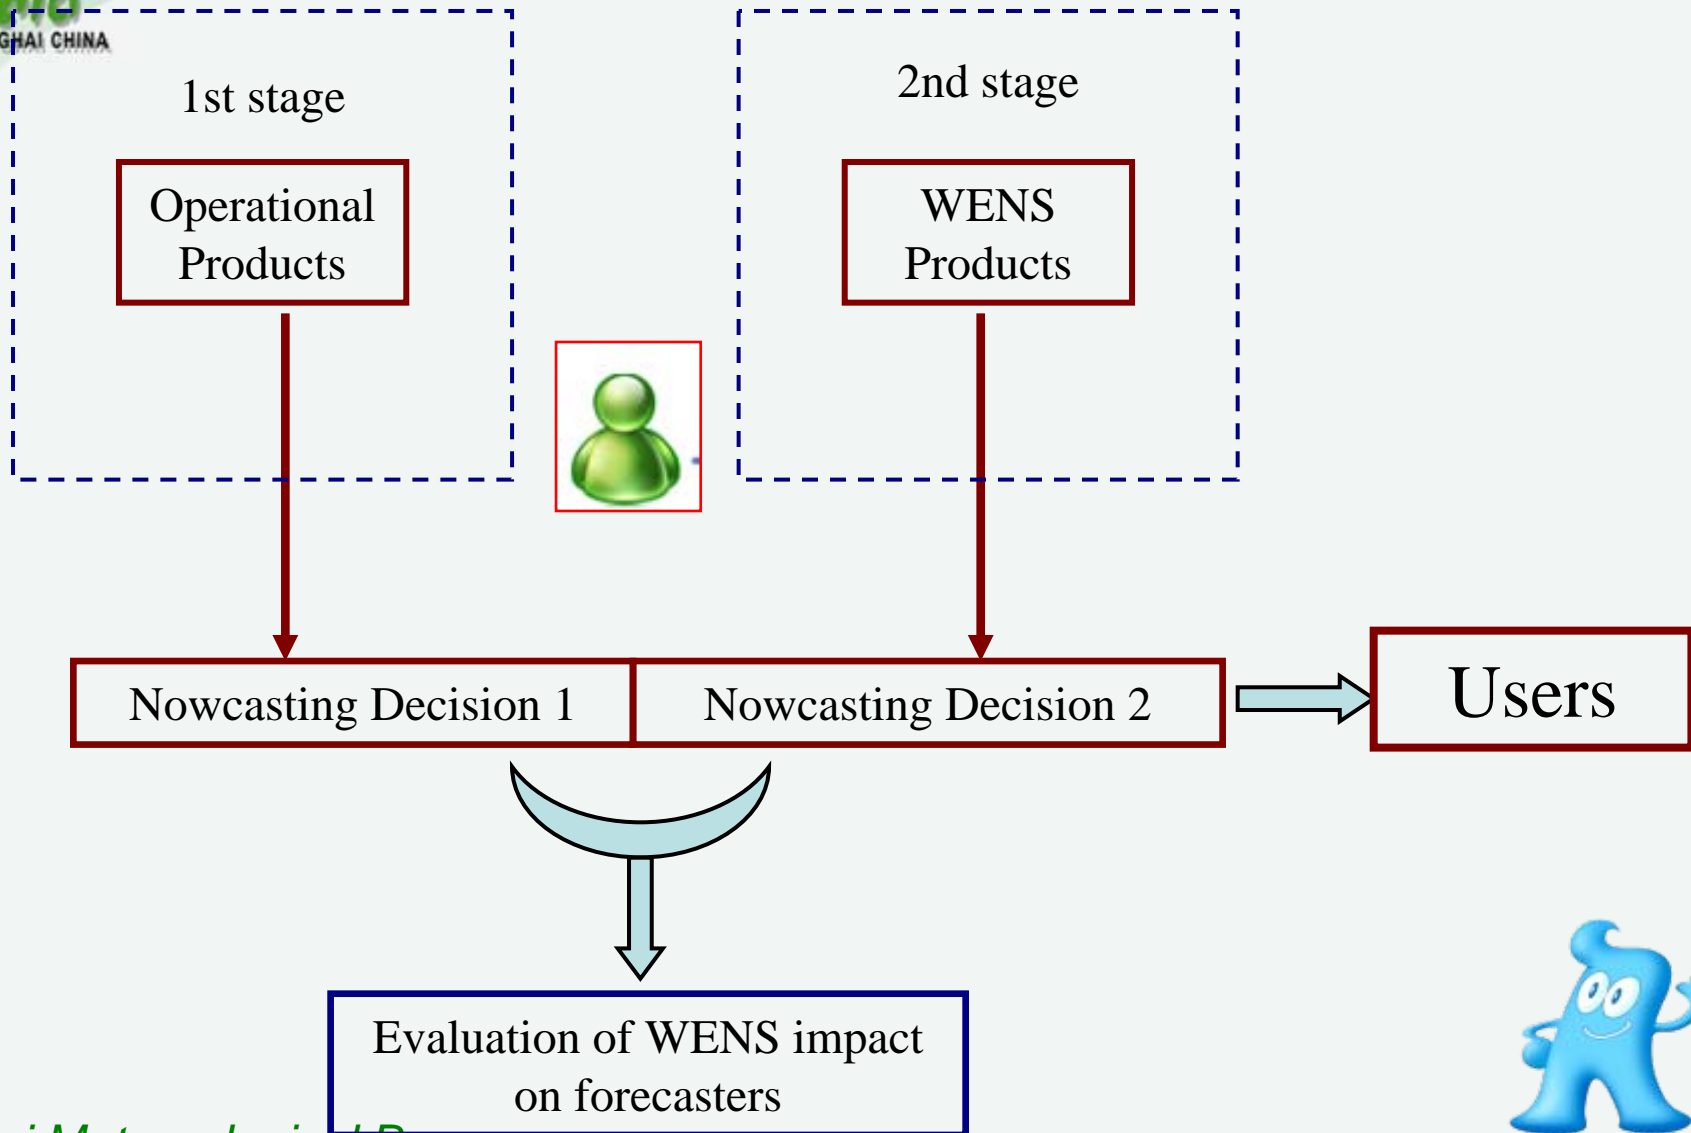 CHINA
1st stage
2nd stage
Operational
Products
WENS
Products
Nowcasting Decision 1
Nowcasting Decision 2
Users
Evaluation of WENS impact
on forecasters